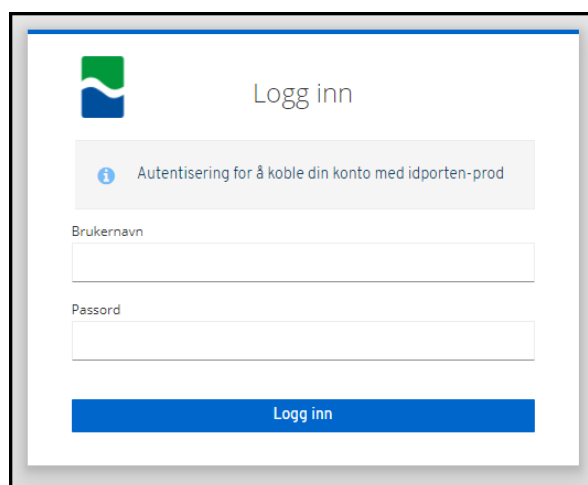 Logg inn
Autentisering for å koble din konto med idporten-prod
Brukernavn
Passord
Logg inn